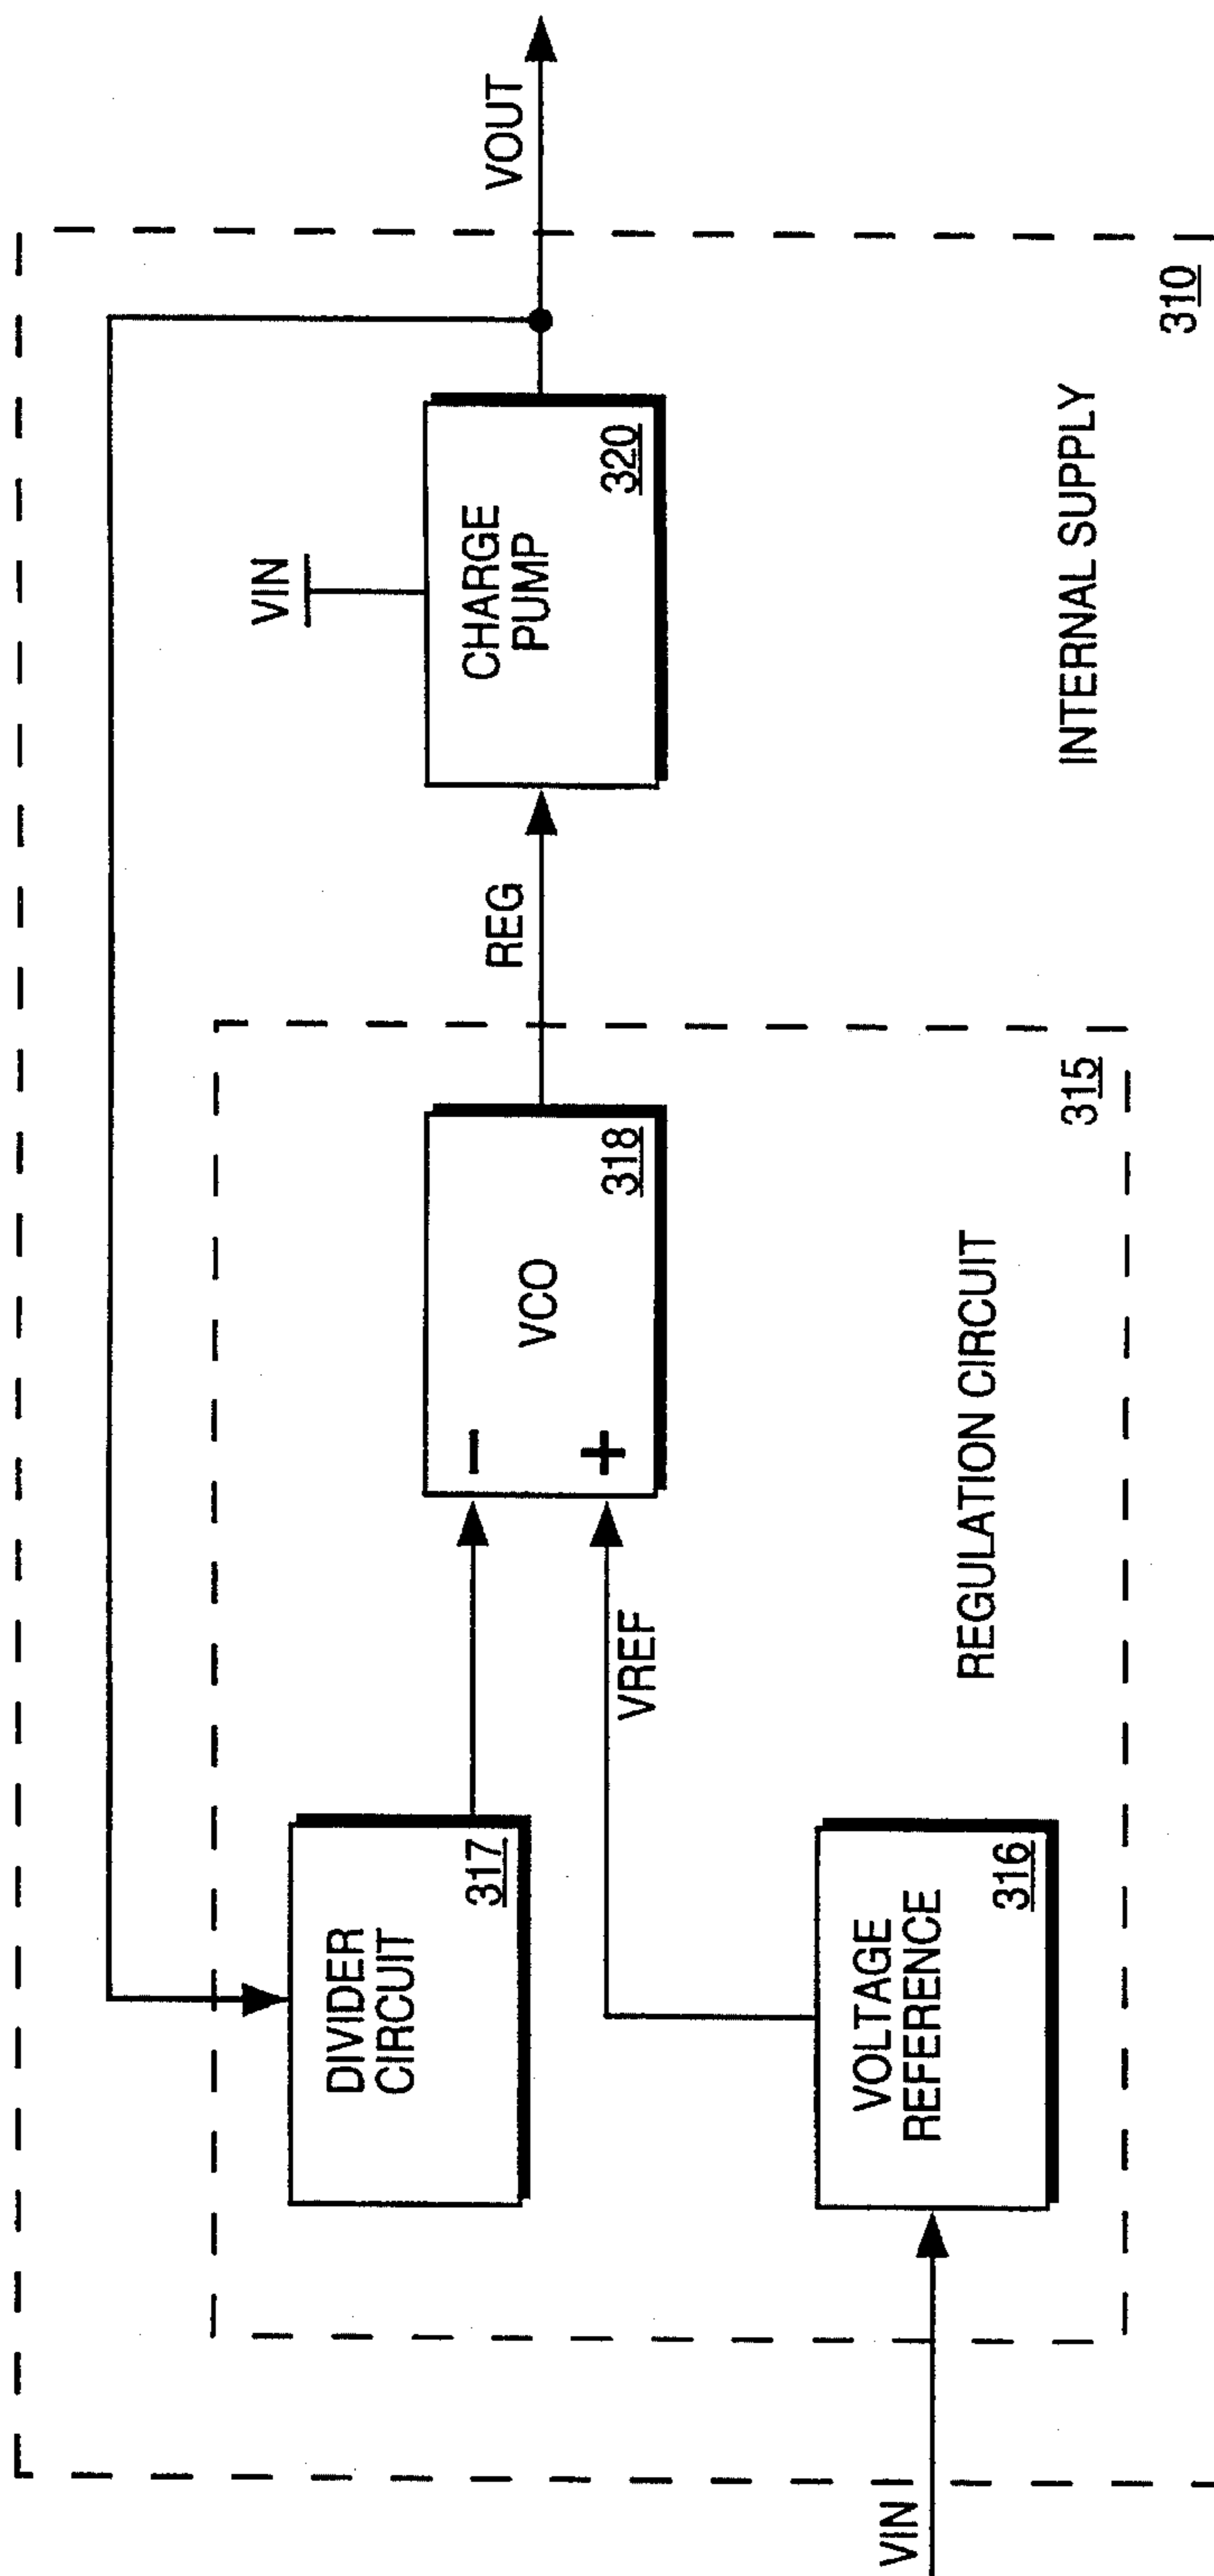 VIN
VOUT
DIVIDER
CIRCUIT
317
VCO
−
+
318
REG
CHARGE
PUMP
320
VREF
VOLTAGE
REFERENCE
316
VIN
REGULATION CIRCUIT
315
INTERNAL SUPPLY
310